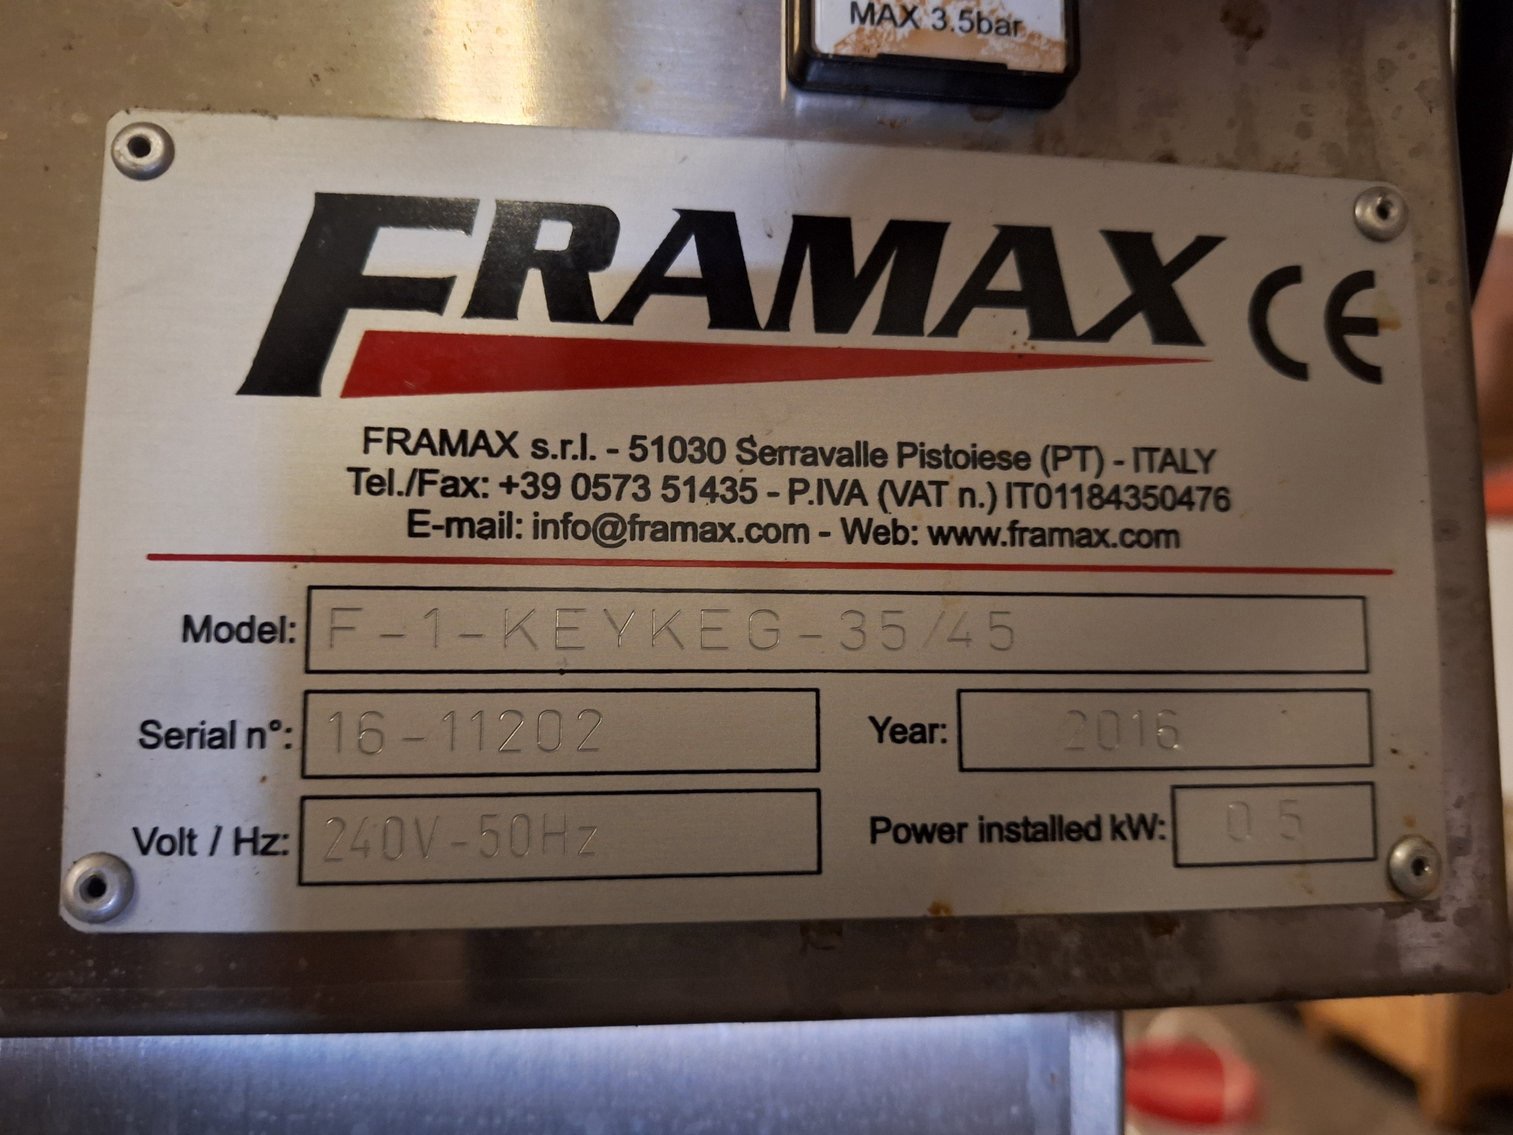 MAX 3.5bar
FRAMAX CE
FRAMAX s.r.l. - 51030 Serravalle Pistoiese (PT) - ITALY
Tel./Fax: +39 0573 51435 - P.IVA (VAT n.) IT01184350476
E-mail: info@framax.com - Web: www.framax.com
Model: F-1-KEYKEG-35/45
Serial n°: 16-11202 Year: 2016
Volt / Hz: 240V-50Hz Power installed kW: 0.5